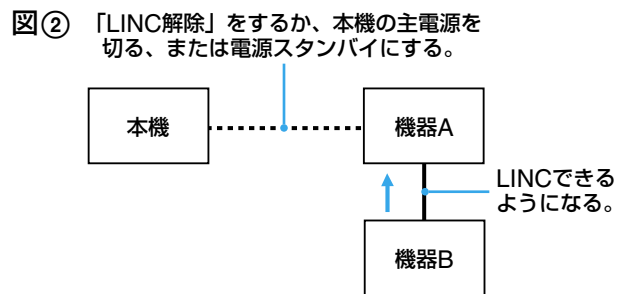 図② 「LINC解除」をするか、本機の主電源を
切る、または電源スタンバイにする。
本機
機器A
LINCできる
ようになる。
機器B